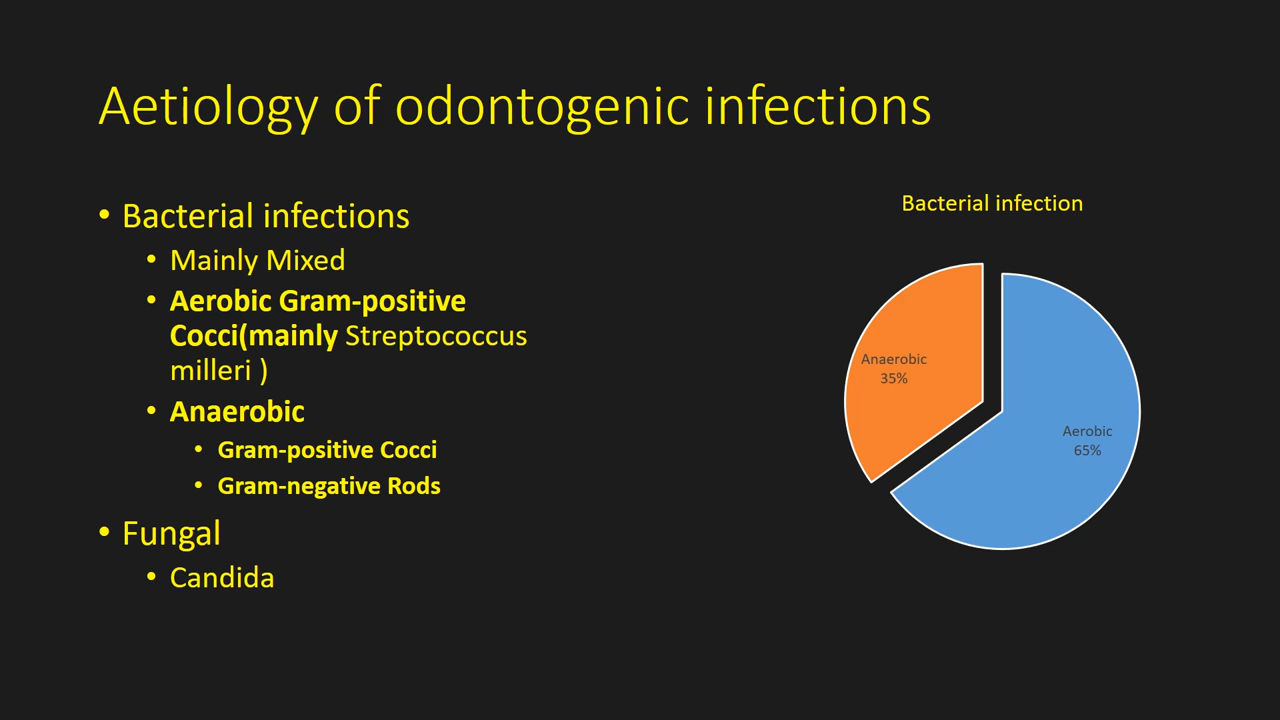 Aetiology of odontogenic infections
• Bacterial infections
• Mainly Mixed
• Aerobic Gram-positive
Cocci(mainly Streptococcus
milleri )
• Anaerobic
• Gram-positive Cocci
• Gram-negative Rods
• Fungal
• Candida
Bacterial infection
Anaerobic
35%
Aerobic
65%